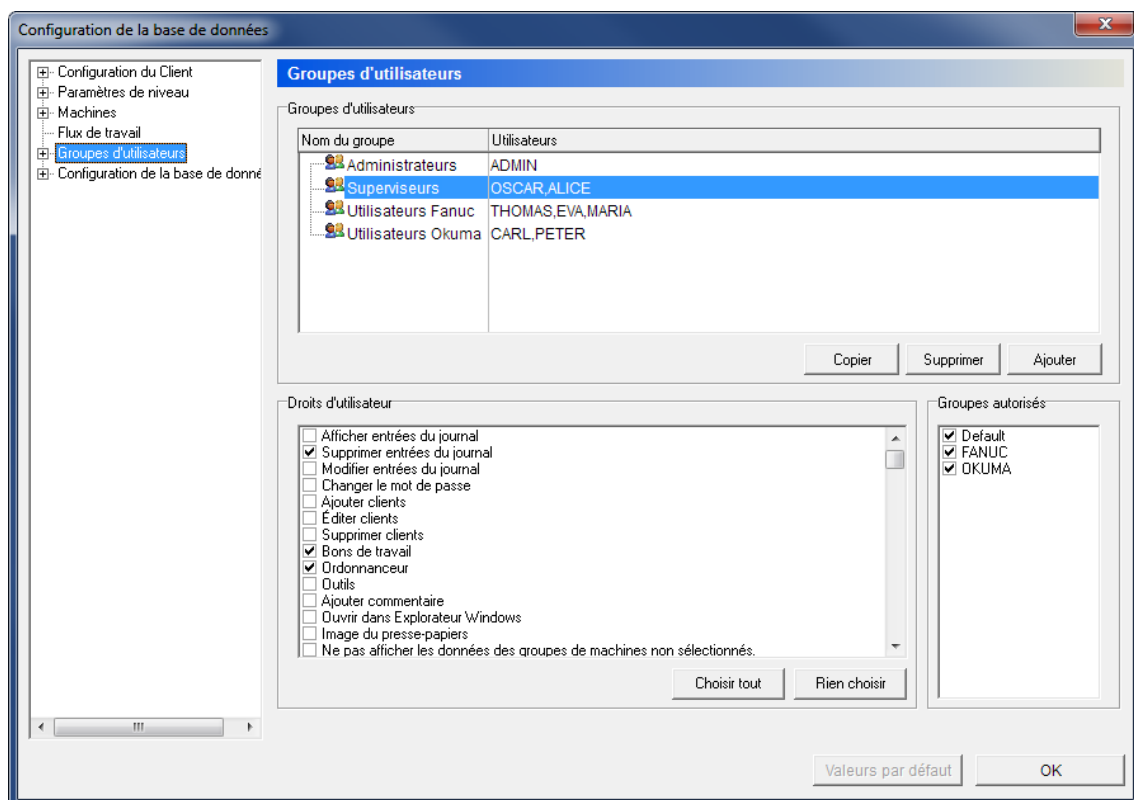 Configuration de la base de données
Configuration du Client
Paramètres de niveau
Machines
Flux de travail
Groupes d'utilisateurs
Configuration de la base de donné
Groupes d'utilisateurs
Groupes d'utilisateurs
Nom du groupe Utilisateurs
Administrateurs ADMIN
Superviseurs OSCAR,ALICE
Utilisateurs Fanuc THOMAS,EVA,MARIA
Utilisateurs Okuma CARL,PETER
Copier Supprimer Ajouter
Droits d'utilisateur
Afficher entrées du journal
Supprimer entrées du journal
Modifier entrées du journal
Changer le mot de passe
Ajouter clients
Éditer clients
Supprimer clients
Bons de travail
Ordonnanceur
Outils
Ajouter commentaire
Ouvrir dans Explorateur Windows
Image du presse-papiers
Ne pas afficher les données des groupes de machines non sélectionnés.
Choisir tout Rien choisir
Groupes autorisés
Default
FANUC
OKUMA
Valeurs par défaut OK